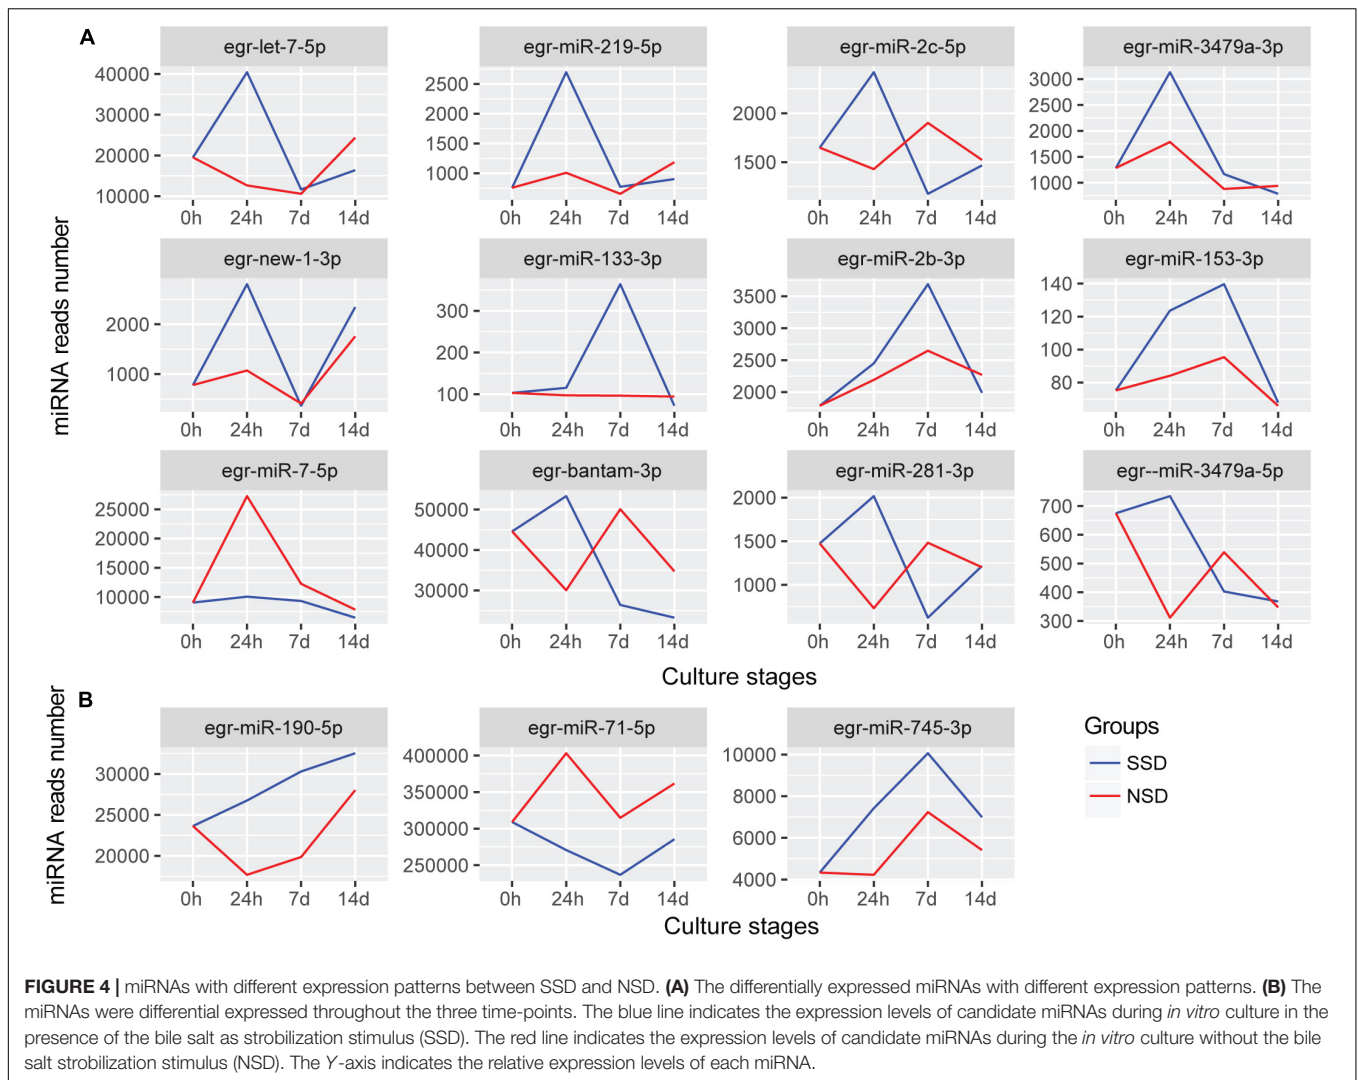 A
egr-let-7-5p egr-miR-219-5p egr-miR-2c-5p egr-miR-3479a-3p
40000
30000
20000
10000
2500
2000
1500
1000
2000
1500
3000
2500
2000
1500
1000
0h 24h 7d 14d 0h 24h 7d 14d 0h 24h 7d 14d 0h 24h 7d 14d
miRNA reads number
egr-new-1-3p egr-miR-133-3p egr-miR-2b-3p egr-miR-153-3p
2000
1000
300
200
100
3500
3000
2500
2000
140
120
100
80
0h 24h 7d 14d 0h 24h 7d 14d 0h 24h 7d 14d 0h 24h 7d 14d
egr-miR-7-5p egr-bantam-3p egr-miR-281-3p egr--miR-3479a-5p
25000
20000
15000
10000
50000
40000
30000
2000
1500
1000
700
600
500
400
300
0h 24h 7d 14d 0h 24h 7d 14d 0h 24h 7d 14d 0h 24h 7d 14d
Culture stages
B
miRNA reads number
egr-miR-190-5p egr-miR-71-5p egr-miR-745-3p
30000
25000
20000
400000
350000
300000
250000
10000
8000
6000
4000
0h 24h 7d 14d 0h 24h 7d 14d 0h 24h 7d 14d
Culture stages
Groups
SSD
NSD
FIGURE 4 | miRNAs with different expression patterns between SSD and NSD. (A) The differentially expressed miRNAs with different expression patterns. (B) The
miRNAs were differential expressed throughout the three time-points. The blue line indicates the expression levels of candidate miRNAs during in vitro culture in the
presence of the bile salt as strobilization stimulus (SSD). The red line indicates the expression levels of candidate miRNAs during the in vitro culture without the bile
salt strobilization stimulus (NSD). The Y-axis indicates the relative expression levels of each miRNA.